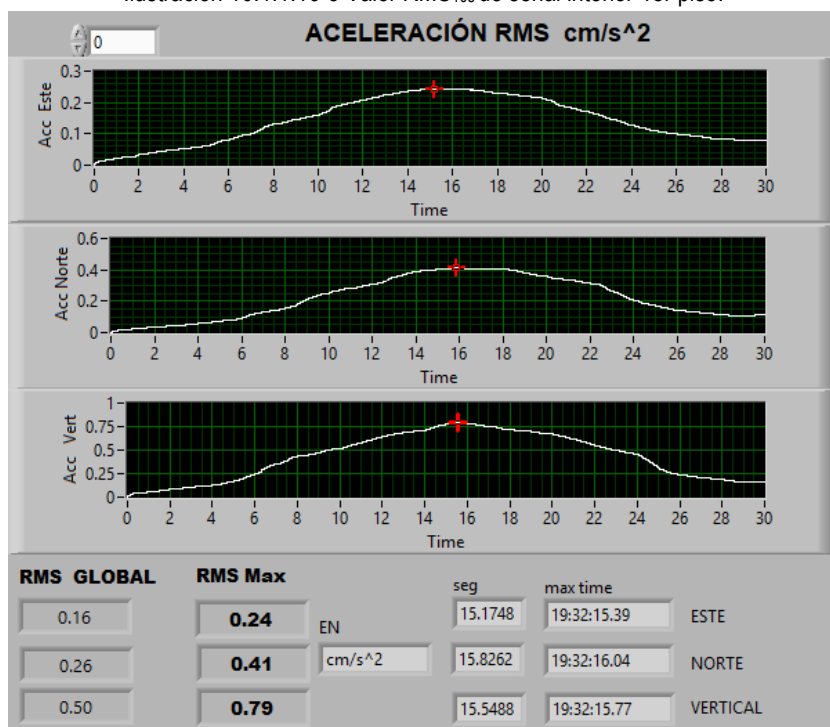 ACELERACIÓN RMS cm/s^2
0
Acc Este
0.3
0.2
0.1
0
0 2 4 6 8 10 12 14 16 18 20 22 24 26 28 30
Time
Acc Norte
0.6
0.4
0.2
0
0 2 4 6 8 10 12 14 16 18 20 22 24 26 28 30
Time
Acc Vert
1
0.75
0.5
0.25
0
0 2 4 6 8 10 12 14 16 18 20 22 24 26 28 30
Time
RMS GLOBAL RMS Max seg max time
0.16 0.24 EN 15.1748 19:32:15.39 ESTE
0.26 0.41 cm/s^2 15.8262 19:32:16.04 NORTE
0.50 0.79 15.5488 19:32:15.77 VERTICAL